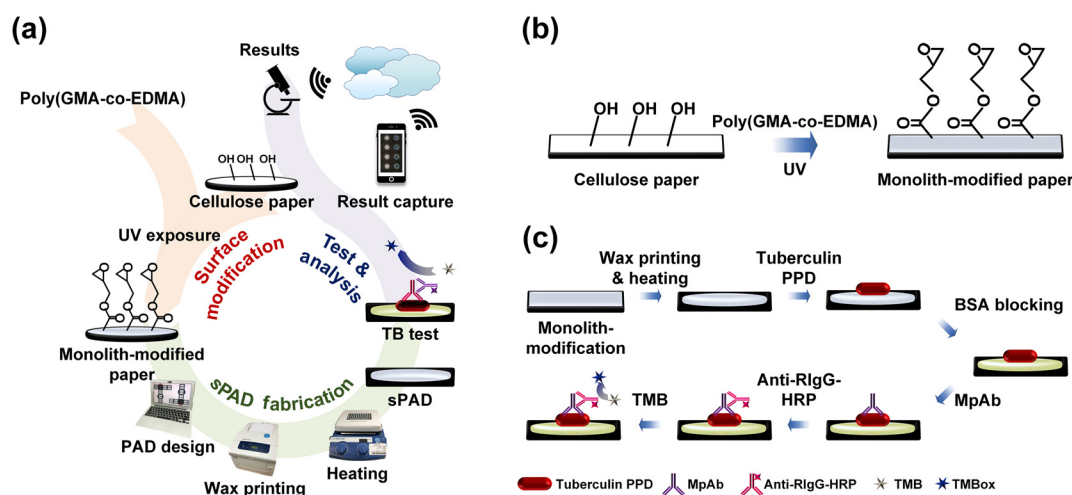 (a)
Results
Poly(GMA-co-EDMA)
OH OH OH
Cellulose paper
Result capture
UV exposure
Surface
modification
Test &
analysis
TB test
O O O
O O O
O O O
Monolith-modified
paper
sPAD fabrication
sPAD
PAD design
Wax printing
Heating
(b)
OH OH OH
Cellulose paper
Poly(GMA-co-EDMA)
UV
O O O
O O O
O O O
Monolith-modified paper
(c)
Monolith-
modification
Wax printing
& heating
Tuberculin
PPD
BSA blocking
MpAb
Anti-RIgG-
HRP
TMB
Tuberculin PPD
MpAb
Anti-RIgG-HRP
TMB
TMBox